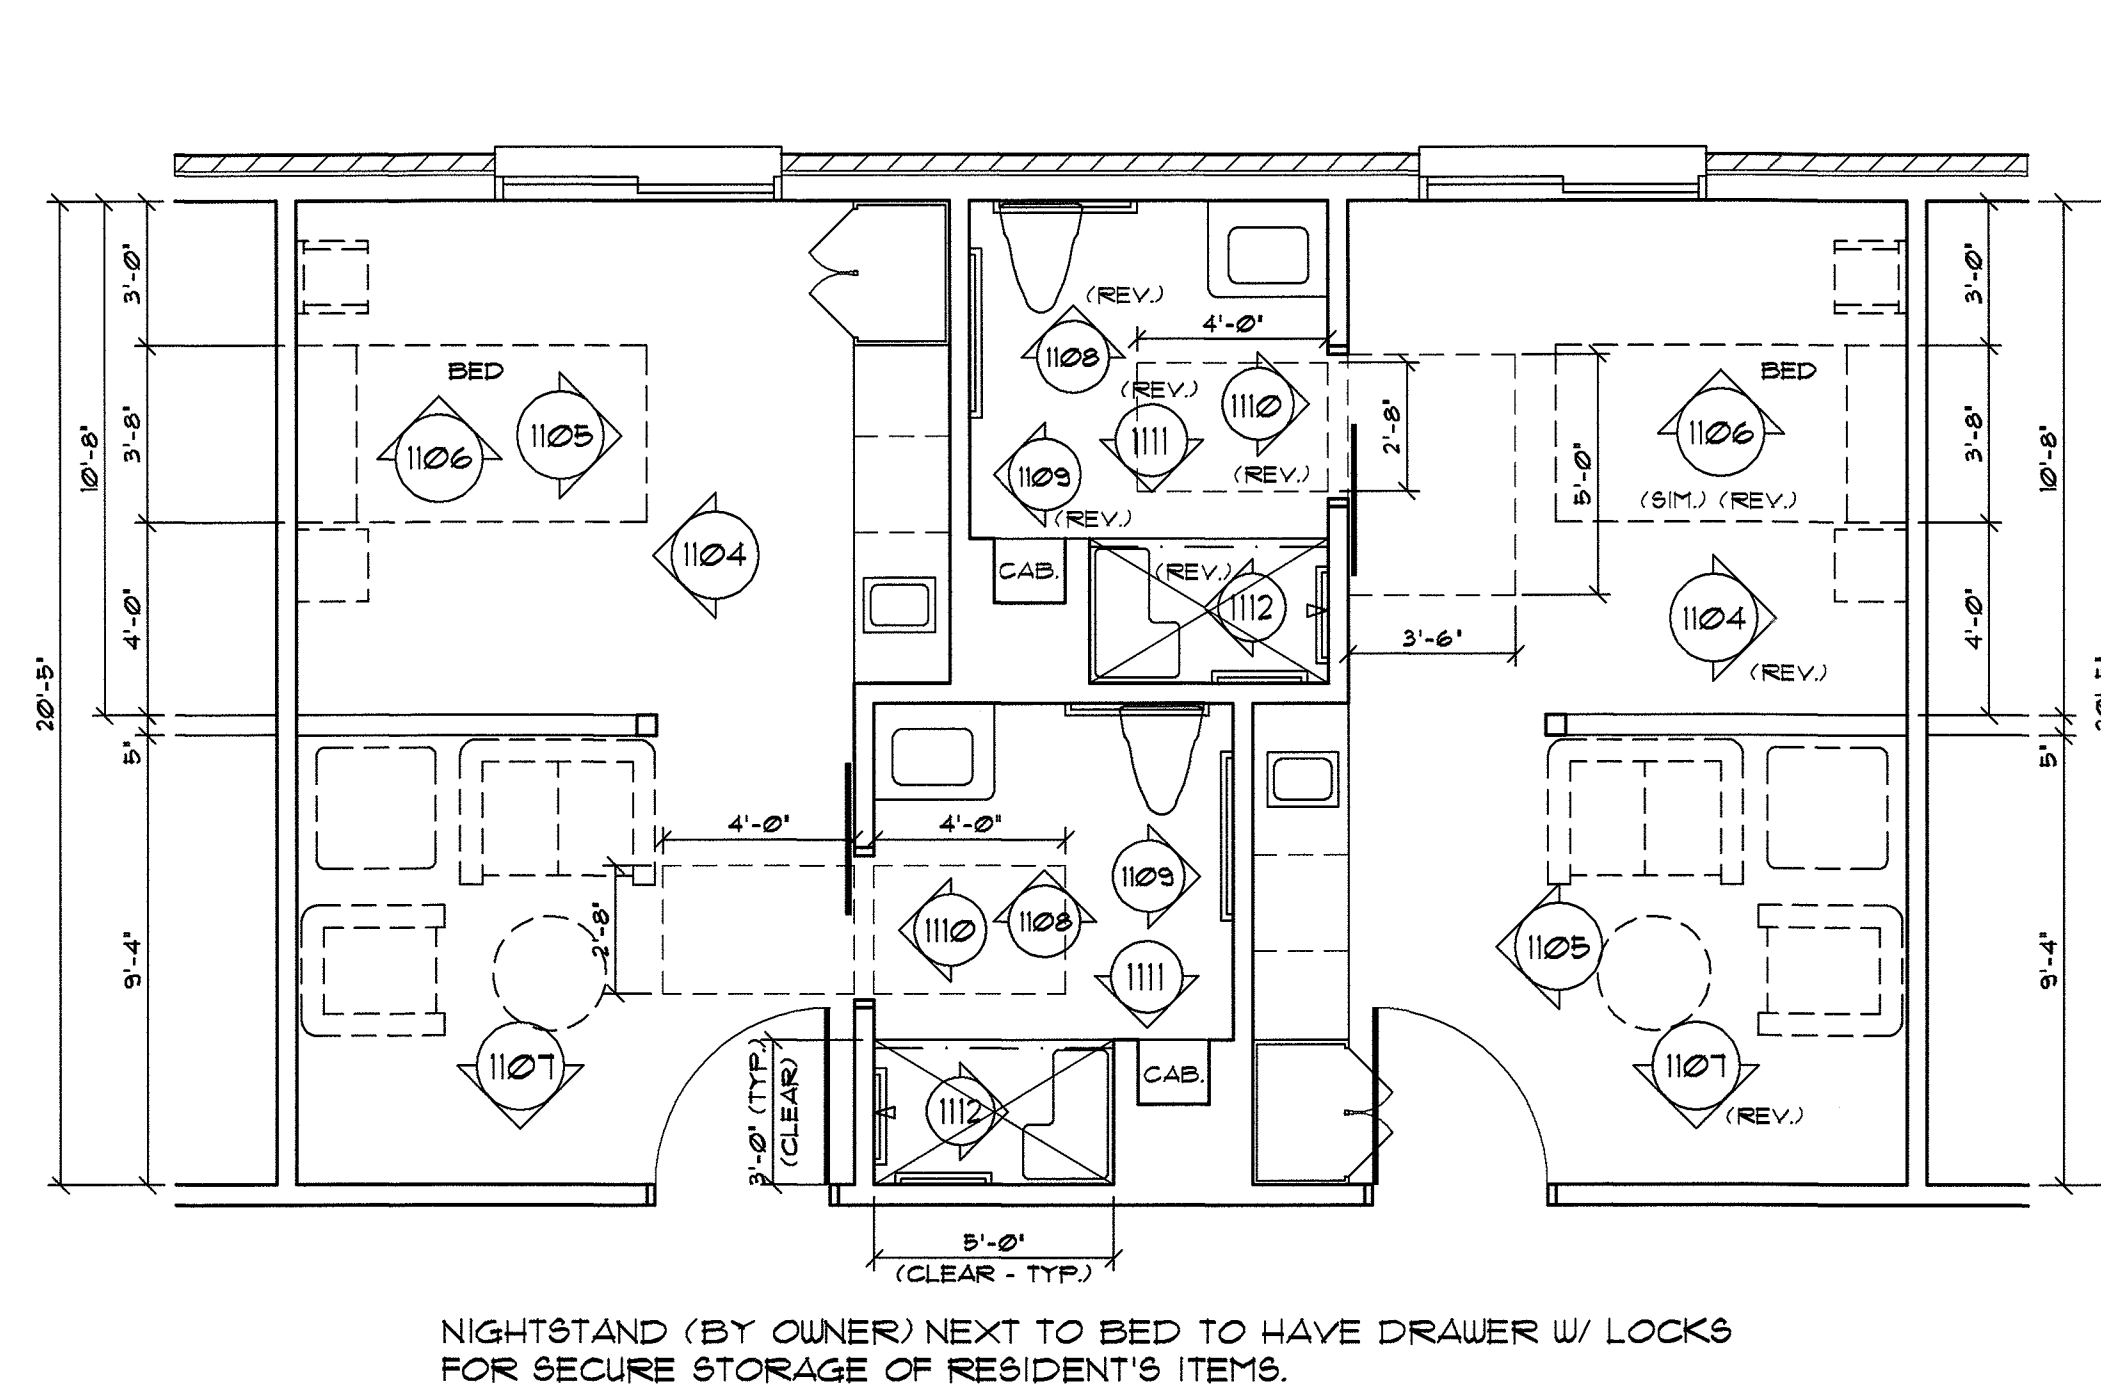 (REV.)
4'-0"
3'-0"
3'-0"
BED
1108
BED
(REV.)
1110
1106
1105
1106
1111
2'-8"
3'-8"
3'-8"
10'-8"
10'-8"
1109
(REV.)
5'-0"
(SIM.) (REV.)
(REV.)
1104
CAB.
(REV.)
1112
1104
4'-0"
4'-0"
3'-6"
(REV.)
20'-5"
5"
5"
4'-0"
4'-0"
1109
2'-8"
1110
1108
1105
9'-4"
9'-4"
1111
1107
1107
3'-0" (TYP.)
(CLEAR)
CAB.
1112
(REV.)
5'-0"
(CLEAR - TYP.)
NIGHTSTAND (BY OWNER) NEXT TO BED TO HAVE DRAWER W/ LOCKS
FOR SECURE STORAGE OF RESIDENT'S ITEMS.